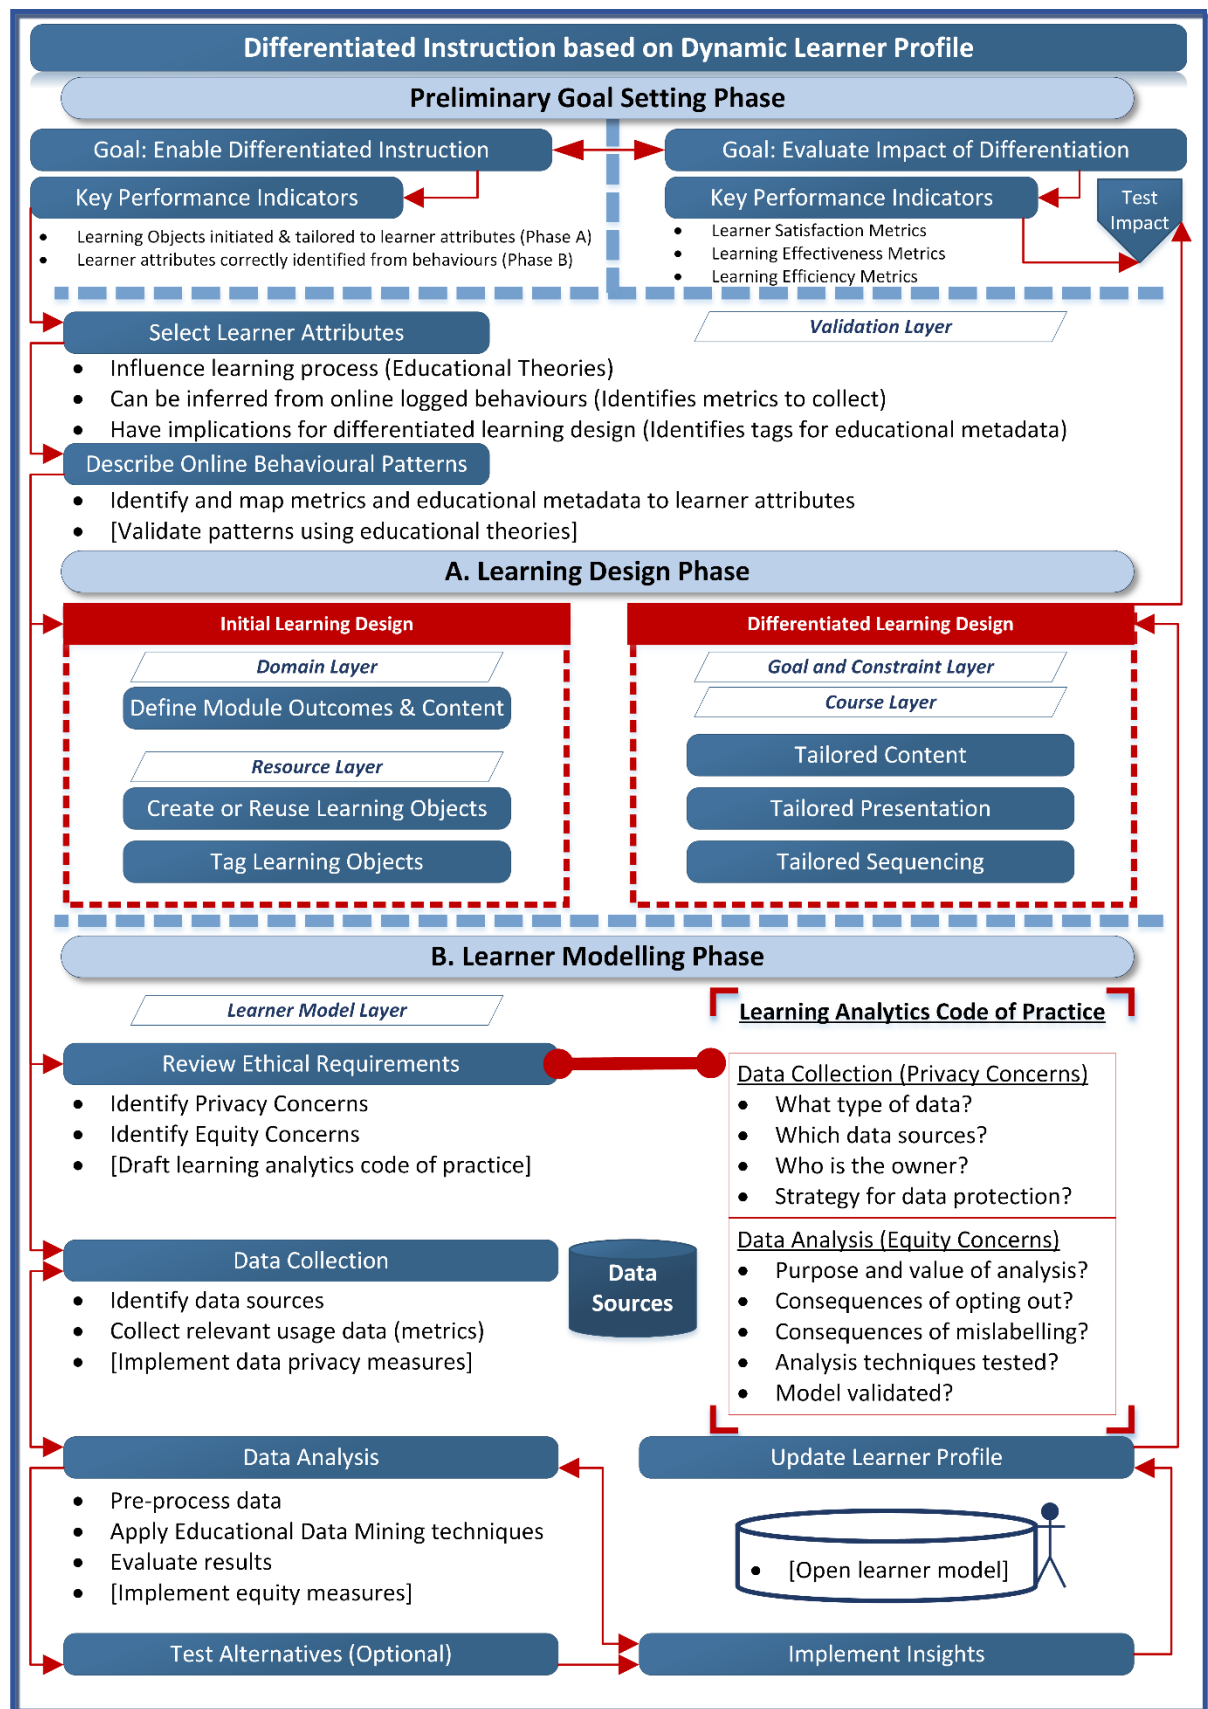 Differentiated Instruction based on Dynamic Learner Profile
Preliminary Goal Setting Phase
Goal: Enable Differentiated Instruction
Key Performance Indicators
• Learning Objects initiated & tailored to learner attributes (Phase A)
• Learner attributes correctly identified from behaviours (Phase B)
Goal: Evaluate Impact of Differentiation
Key Performance Indicators
• Learner Satisfaction Metrics
• Learning Effectiveness Metrics
• Learning Efficiency Metrics
Test
Impact
Validation Layer
Select Learner Attributes
• Influence learning process (Educational Theories)
• Can be inferred from online logged behaviours (Identifies metrics to collect)
• Have implications for differentiated learning design (Identifies tags for educational metadata)
Describe Online Behavioural Patterns
• Identify and map metrics and educational metadata to learner attributes
• [Validate patterns using educational theories]
A. Learning Design Phase
Initial Learning Design
Domain Layer
Define Module Outcomes & Content
Resource Layer
Create or Reuse Learning Objects
Tag Learning Objects
Differentiated Learning Design
Goal and Constraint Layer
Course Layer
Tailored Content
Tailored Presentation
Tailored Sequencing
B. Learner Modelling Phase
Learner Model Layer
Review Ethical Requirements
• Identify Privacy Concerns
• Identify Equity Concerns
• [Draft learning analytics code of practice]
Learning Analytics Code of Practice
Data Collection (Privacy Concerns)
• What type of data?
• Which data sources?
• Who is the owner?
• Strategy for data protection?
Data Analysis (Equity Concerns)
• Purpose and value of analysis?
• Consequences of opting out?
• Consequences of mislabelling?
• Analysis techniques tested?
• Model validated?
Data Collection
• Identify data sources
• Collect relevant usage data (metrics)
• [Implement data privacy measures]
Data
Sources
Data Analysis
• Pre-process data
• Apply Educational Data Mining techniques
• Evaluate results
• [Implement equity measures]
Update Learner Profile
• [Open learner model]
Test Alternatives (Optional)
Implement Insights